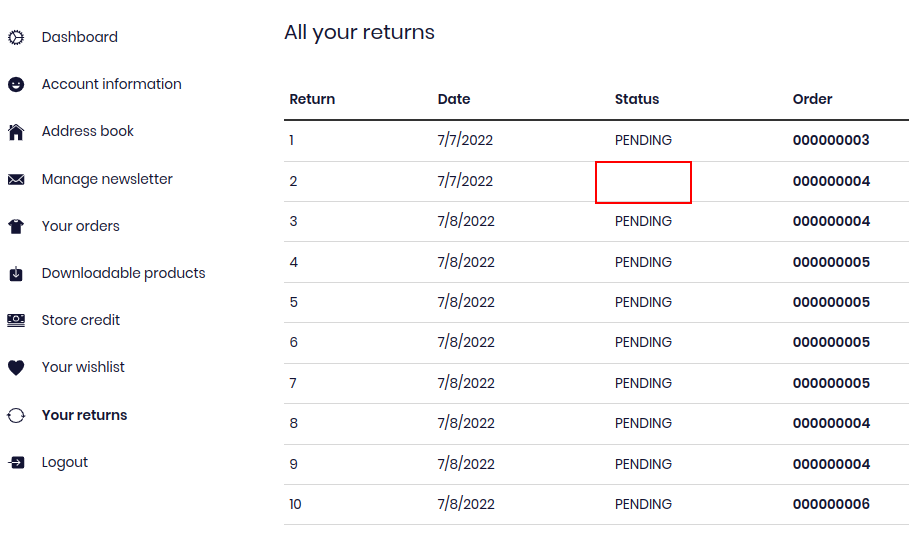 Dashboard
Account information
Address book
Manage newsletter
Your orders
Downloadable products
Store credit
Your wishlist
Your returns
Logout
All your returns
Return Date Status Order
1 7/7/2022 PENDING 000000003
2 7/7/2022 000000004
3 7/8/2022 PENDING 000000004
4 7/8/2022 PENDING 000000005
5 7/8/2022 PENDING 000000005
6 7/8/2022 PENDING 000000005
7 7/8/2022 PENDING 000000005
8 7/8/2022 PENDING 000000004
9 7/8/2022 PENDING 000000004
10 7/8/2022 PENDING 000000006